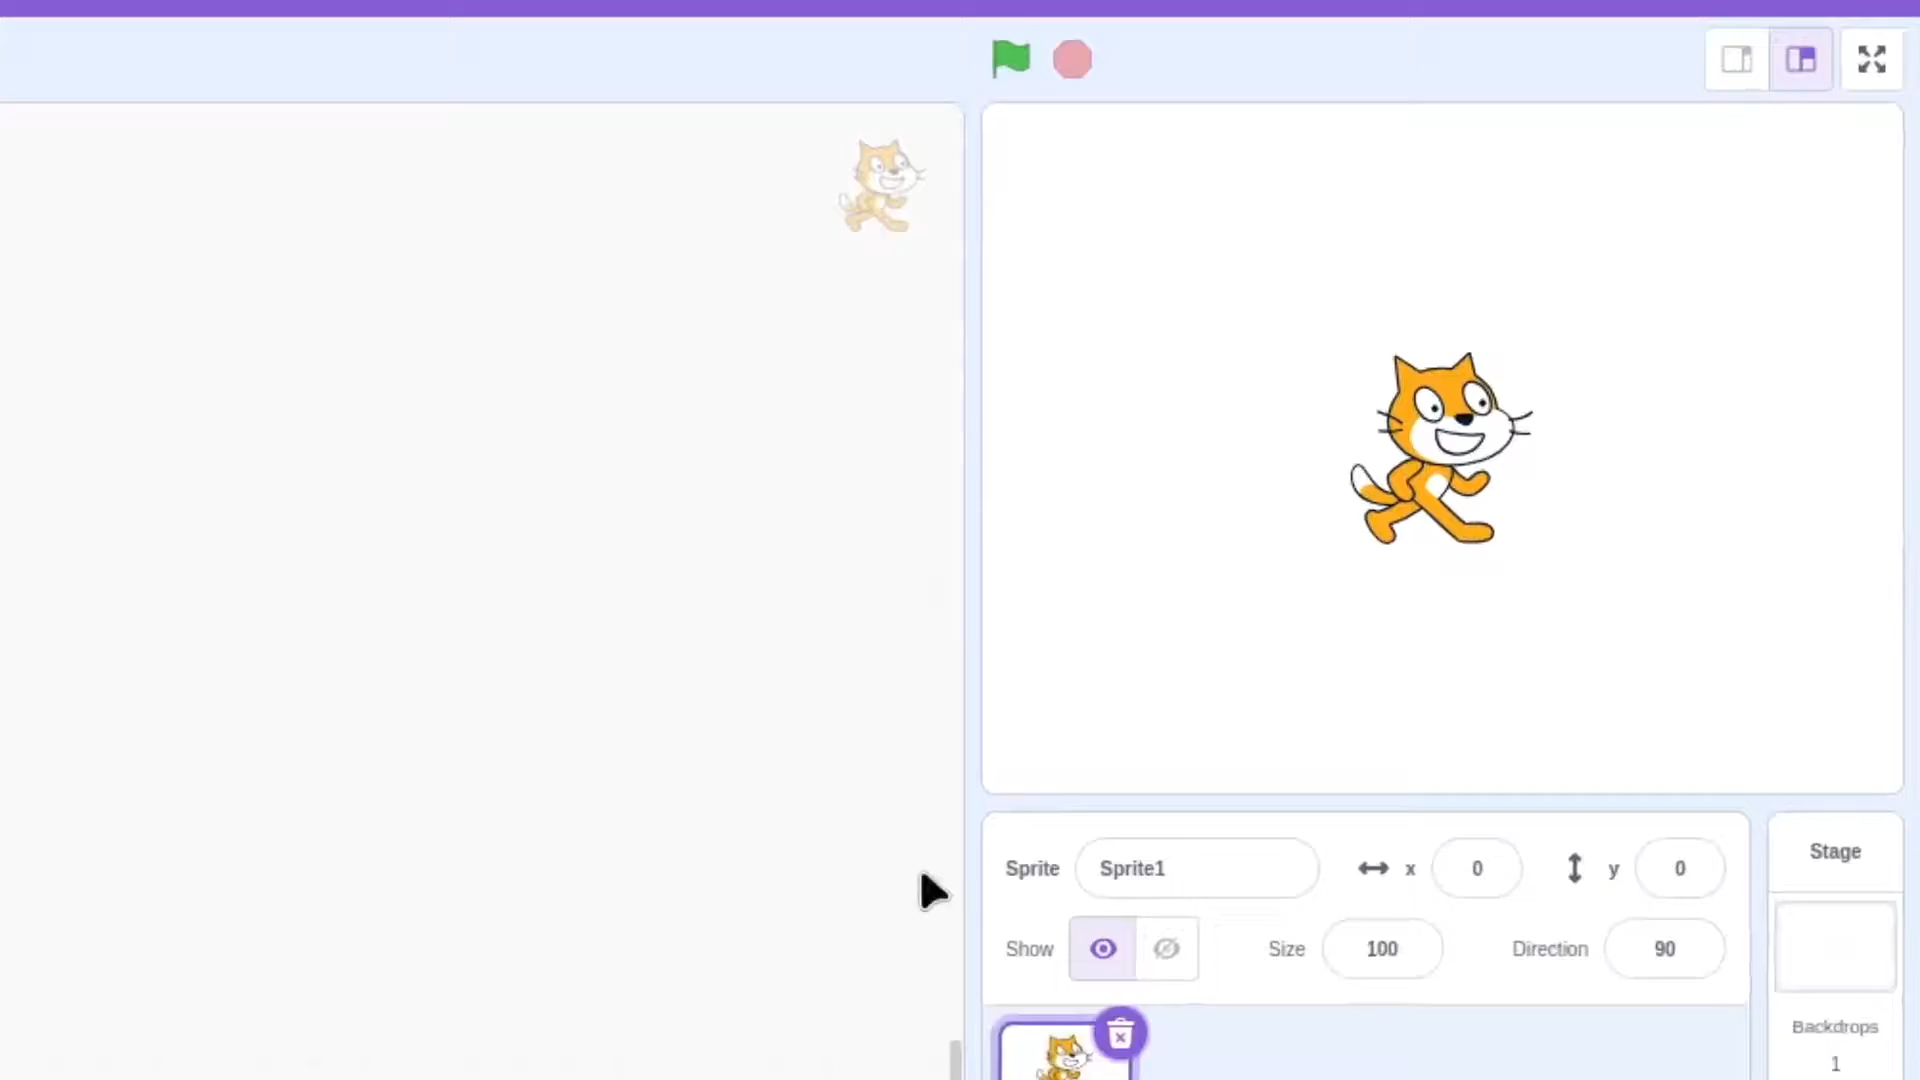 Sprite Sprite1 x 0 y 0
Show Size 100 Direction 90
Stage
Backdrops
1